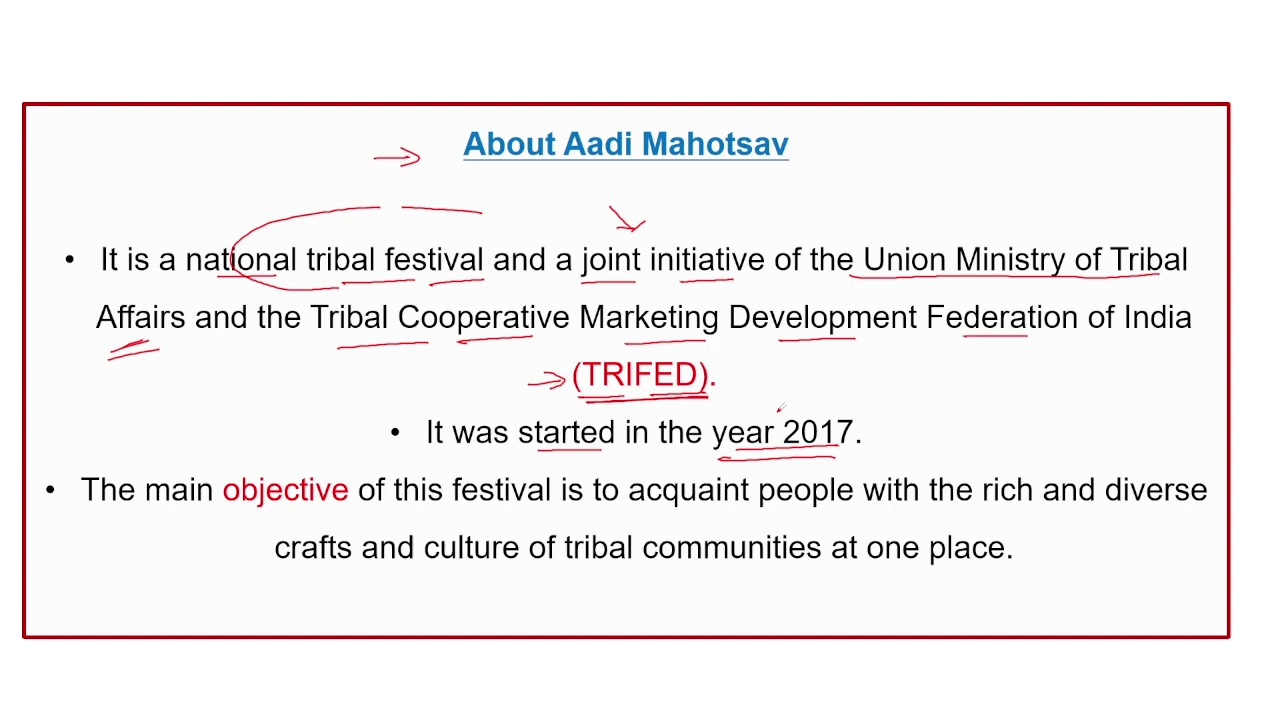 About Aadi Mahotsav
• It is a national tribal festival and a joint initiative of the Union Ministry of Tribal
Affairs and the Tribal Cooperative Marketing Development Federation of India
(TRIFED).
• It was started in the year 2017.
• The main objective of this festival is to acquaint people with the rich and diverse
crafts and culture of tribal communities at one place.